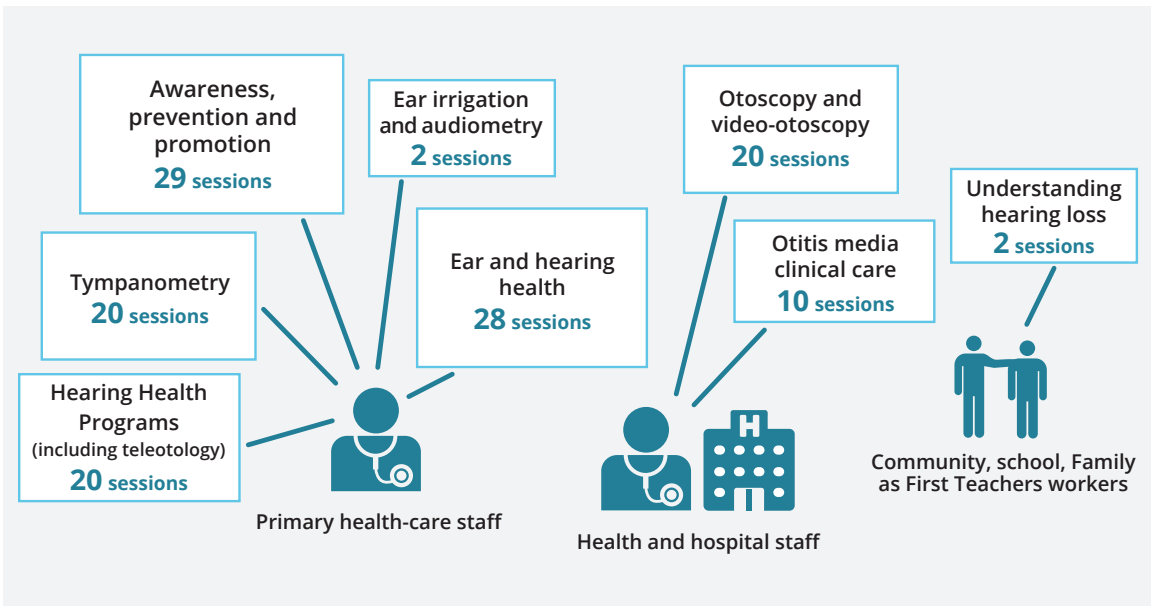 Awareness,
prevention and
promotion
29 sessions
Ear irrigation
and audiometry
2 sessions
Tympanometry
20 sessions
Ear and hearing
health
28 sessions
Hearing Health
Programs
(including teleotology)
20 sessions
Primary health-care staff
Otoscopy and
video-otoscopy
20 sessions
Otitis media
clinical care
10 sessions
H
Health and hospital staff
Understanding
hearing loss
2 sessions
Community, school, Family
as First Teachers workers